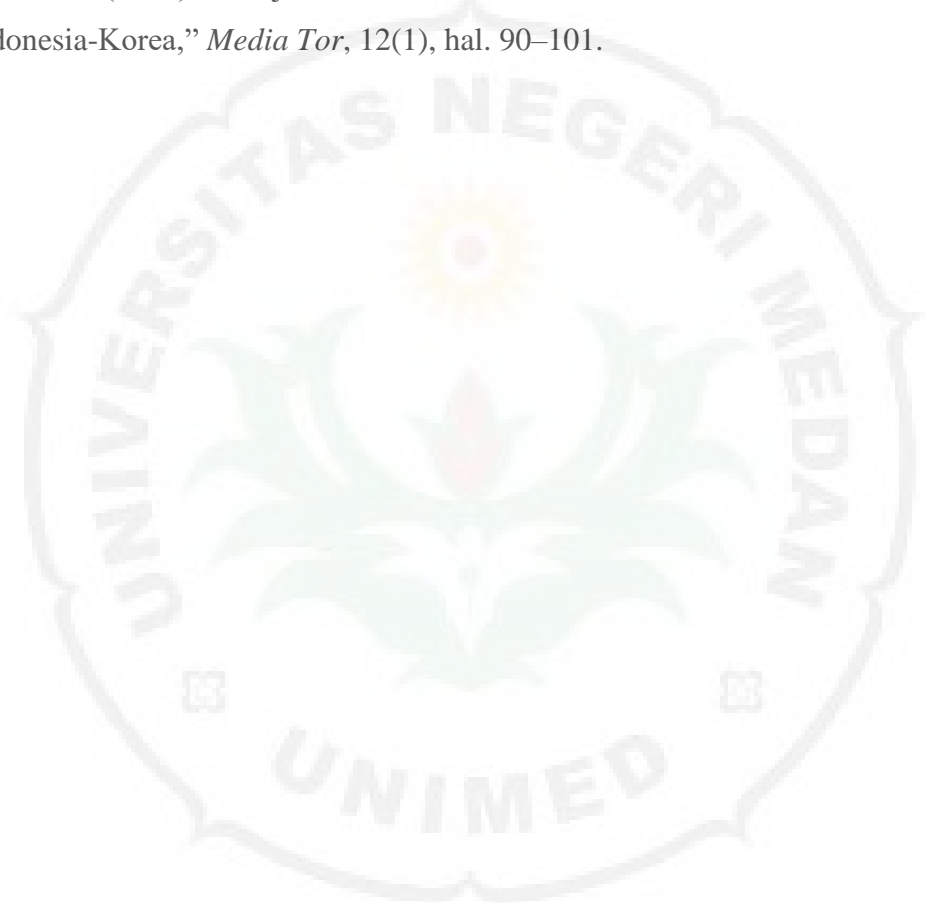 donesia-Korea,” Media Tor, 12(1), hal. 90–101.
UNIVERSITAS NEGERI MEDAN
UNIMED